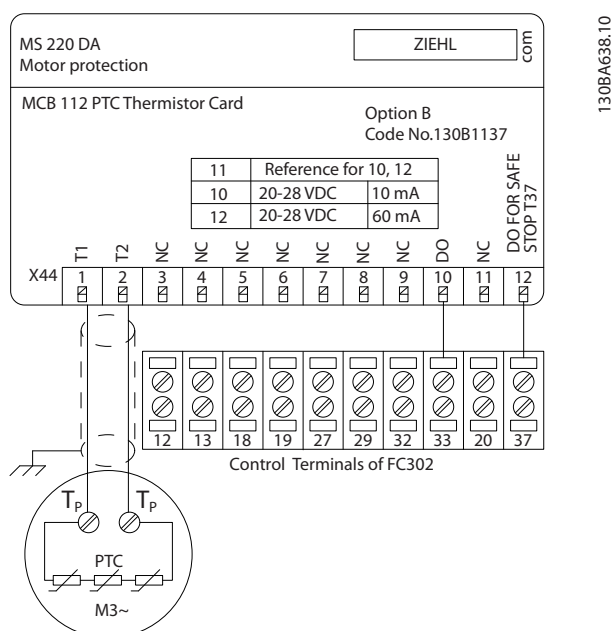 MS 220 DA
Motor protection
ZIEHL
com
130BA638.10
MCB 112 PTC Thermistor Card
Option B
Code No.130B1137
11 Reference for 10, 12
10 20-28 VDC 10 mA
12 20-28 VDC 60 mA
DO FOR SAFE
STOP T37
T1 T2 NC NC NC NC NC NC NC DO NC
X44 1 2 3 4 5 6 7 8 9 10 11 12
12 13 18 19 27 29 32 33 20 37
Control Terminals of FC302
TP TP
PTC
M3~